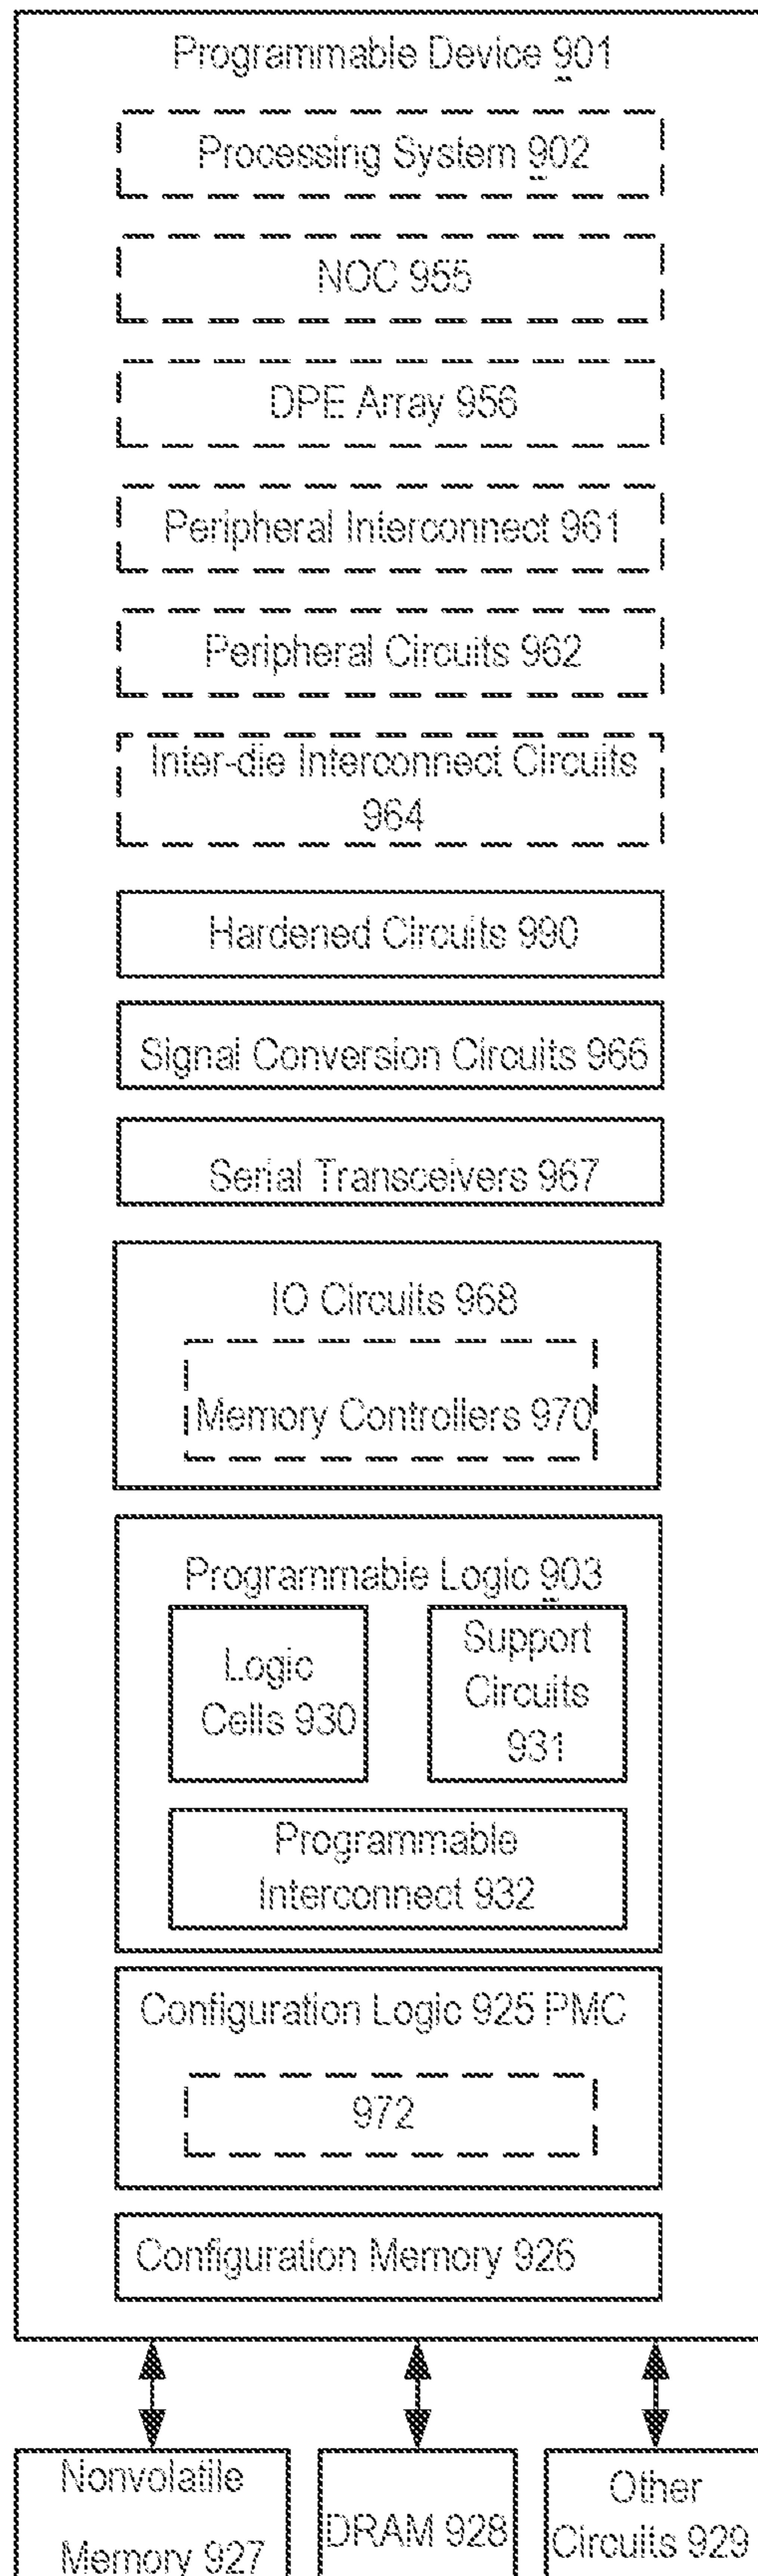 Programmable Device 901
Processing System 902
NOC 955
DPE Array 956
Peripheral Interconnect 961
Peripheral Circuits 962
Inter-die Interconnect Circuits
964
Hardened Circuits 990
Signal Conversion Circuits 966
Serial Transceivers 967
IO Circuits 968
Memory Controllers 970
Programmable Logic 903
Logic
Cells 930
Support
Circuits
931
Programmable
Interconnect 932
Configuration Logic 925 PMC
972
Configuration Memory 926
Nonvolatile
Memory 927
DRAM 928
Other
Circuits 929